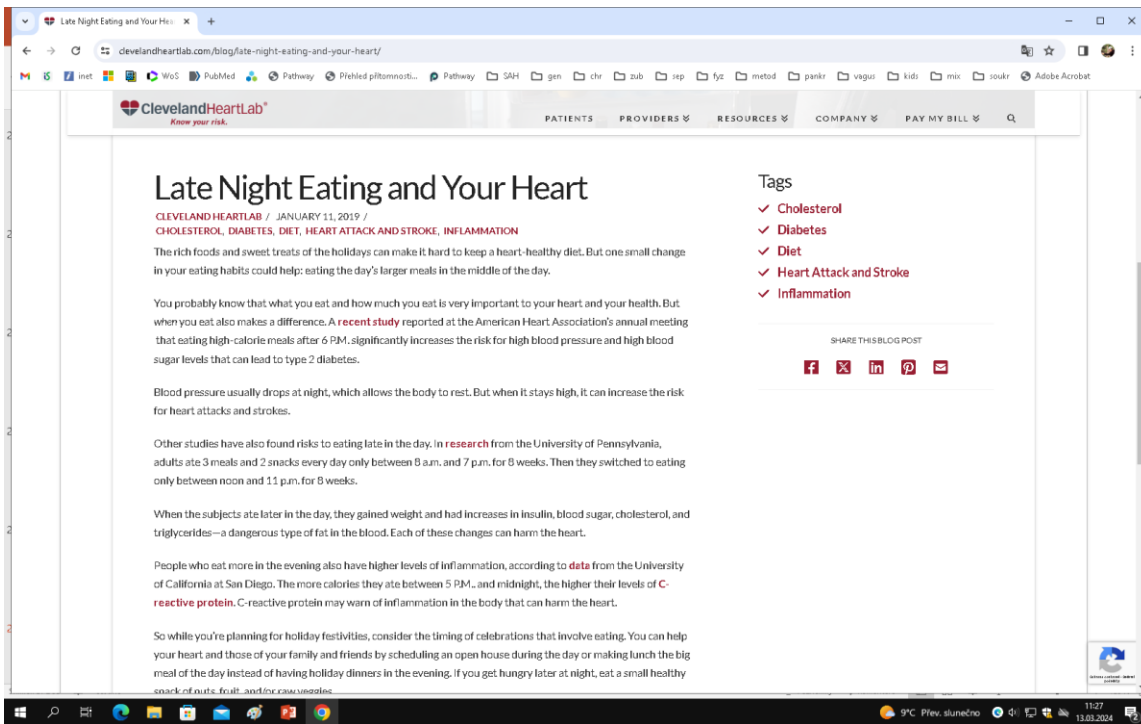 Late Night Eating and Your Hea
clevelandheartlab.com/blog/late-night-eating-and-your-heart/
inet
WoS
PubMed
Pathway
Přehled přítomnosti...
Pathway
SAH
gen
chr
zub
sep
fyz
metod
pankr
vagus
kids
mix
soukr
Adobe Acrobat
ClevelandHeartLab®
Know your risk.
PATIENTS PROVIDERS RESOURCES COMPANY PAY MY BILL
Late Night Eating and Your Heart
CLEVELAND HEARTLAB / JANUARY 11, 2019 /
CHOLESTEROL, DIABETES, DIET, HEART ATTACK AND STROKE, INFLAMMATION
The rich foods and sweet treats of the holidays can make it hard to keep a heart-healthy diet. But one small change
in your eating habits could help: eating the day's larger meals in the middle of the day.
You probably know that what you eat and how much you eat is very important to your heart and your health. But
when you eat also makes a difference. A recent study reported at the American Heart Association's annual meeting
that eating high-calorie meals after 6 P.M. significantly increases the risk for high blood pressure and high blood
sugar levels that can lead to type 2 diabetes.
Blood pressure usually drops at night, which allows the body to rest. But when it stays high, it can increase the risk
for heart attacks and strokes.
Other studies have also found risks to eating late in the day. In research from the University of Pennsylvania,
adults ate 3 meals and 2 snacks every day only between 8 a.m. and 7 p.m. for 8 weeks. Then they switched to eating
only between noon and 11 p.m. for 8 weeks.
When the subjects ate later in the day, they gained weight and had increases in insulin, blood sugar, cholesterol, and
triglycerides—a dangerous type of fat in the blood. Each of these changes can harm the heart.
People who eat more in the evening also have higher levels of inflammation, according to data from the University
of California at San Diego. The more calories they ate between 5 P.M.. and midnight, the higher their levels of C-
reactive protein. C-reactive protein may warn of inflammation in the body that can harm the heart.
So while you're planning for holiday festivities, consider the timing of celebrations that involve eating. You can help
your heart and those of your family and friends by scheduling an open house during the day or making lunch the big
meal of the day instead of having holiday dinners in the evening. If you get hungry later at night, eat a small healthy
snack of nuts, fruit, and/or raw veggies.
Tags
Cholesterol
Diabetes
Diet
Heart Attack and Stroke
Inflammation
SHARE THIS BLOG POST
9°C Přev. slunečno
11:27
13.03.2024